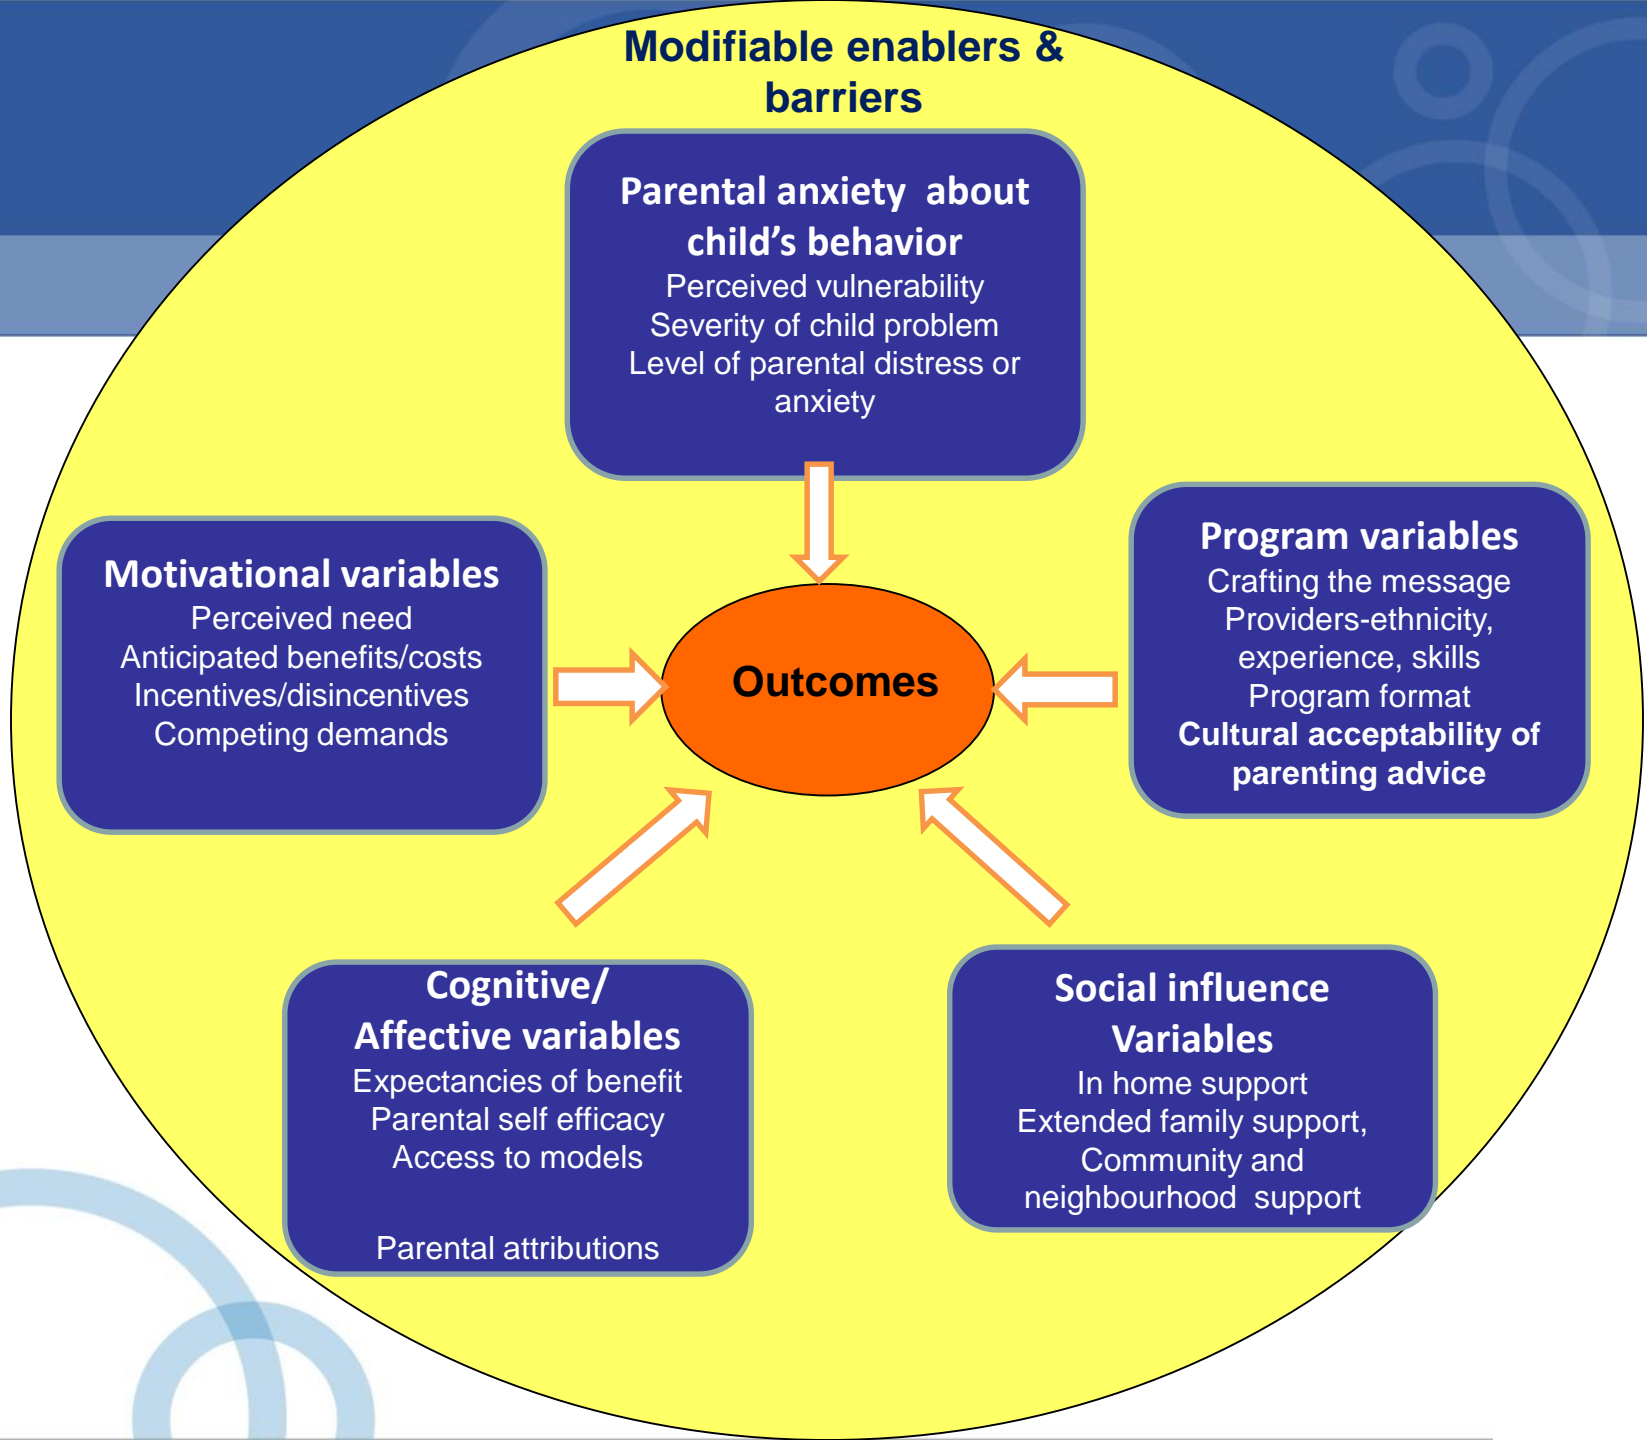 Modifiable enablers &
barriers
Parental anxiety  about
child’s behavior
Perceived vulnerability
Severity of child problem
Level of parental distress or
anxiety
Motivational variables
Perceived need
Anticipated benefits/costs
Incentives/disincentives
Competing demands
Outcomes
Program variables
Crafting the message
Providers-ethnicity,
experience, skills
Program format
Cultural acceptability of
parenting advice
Cognitive/
Affective variables
Expectancies of benefit
Parental self efficacy
Access to models
Parental attributions
Social influence
Variables
In home support
Extended family support,
Community and
neighbourhood  support